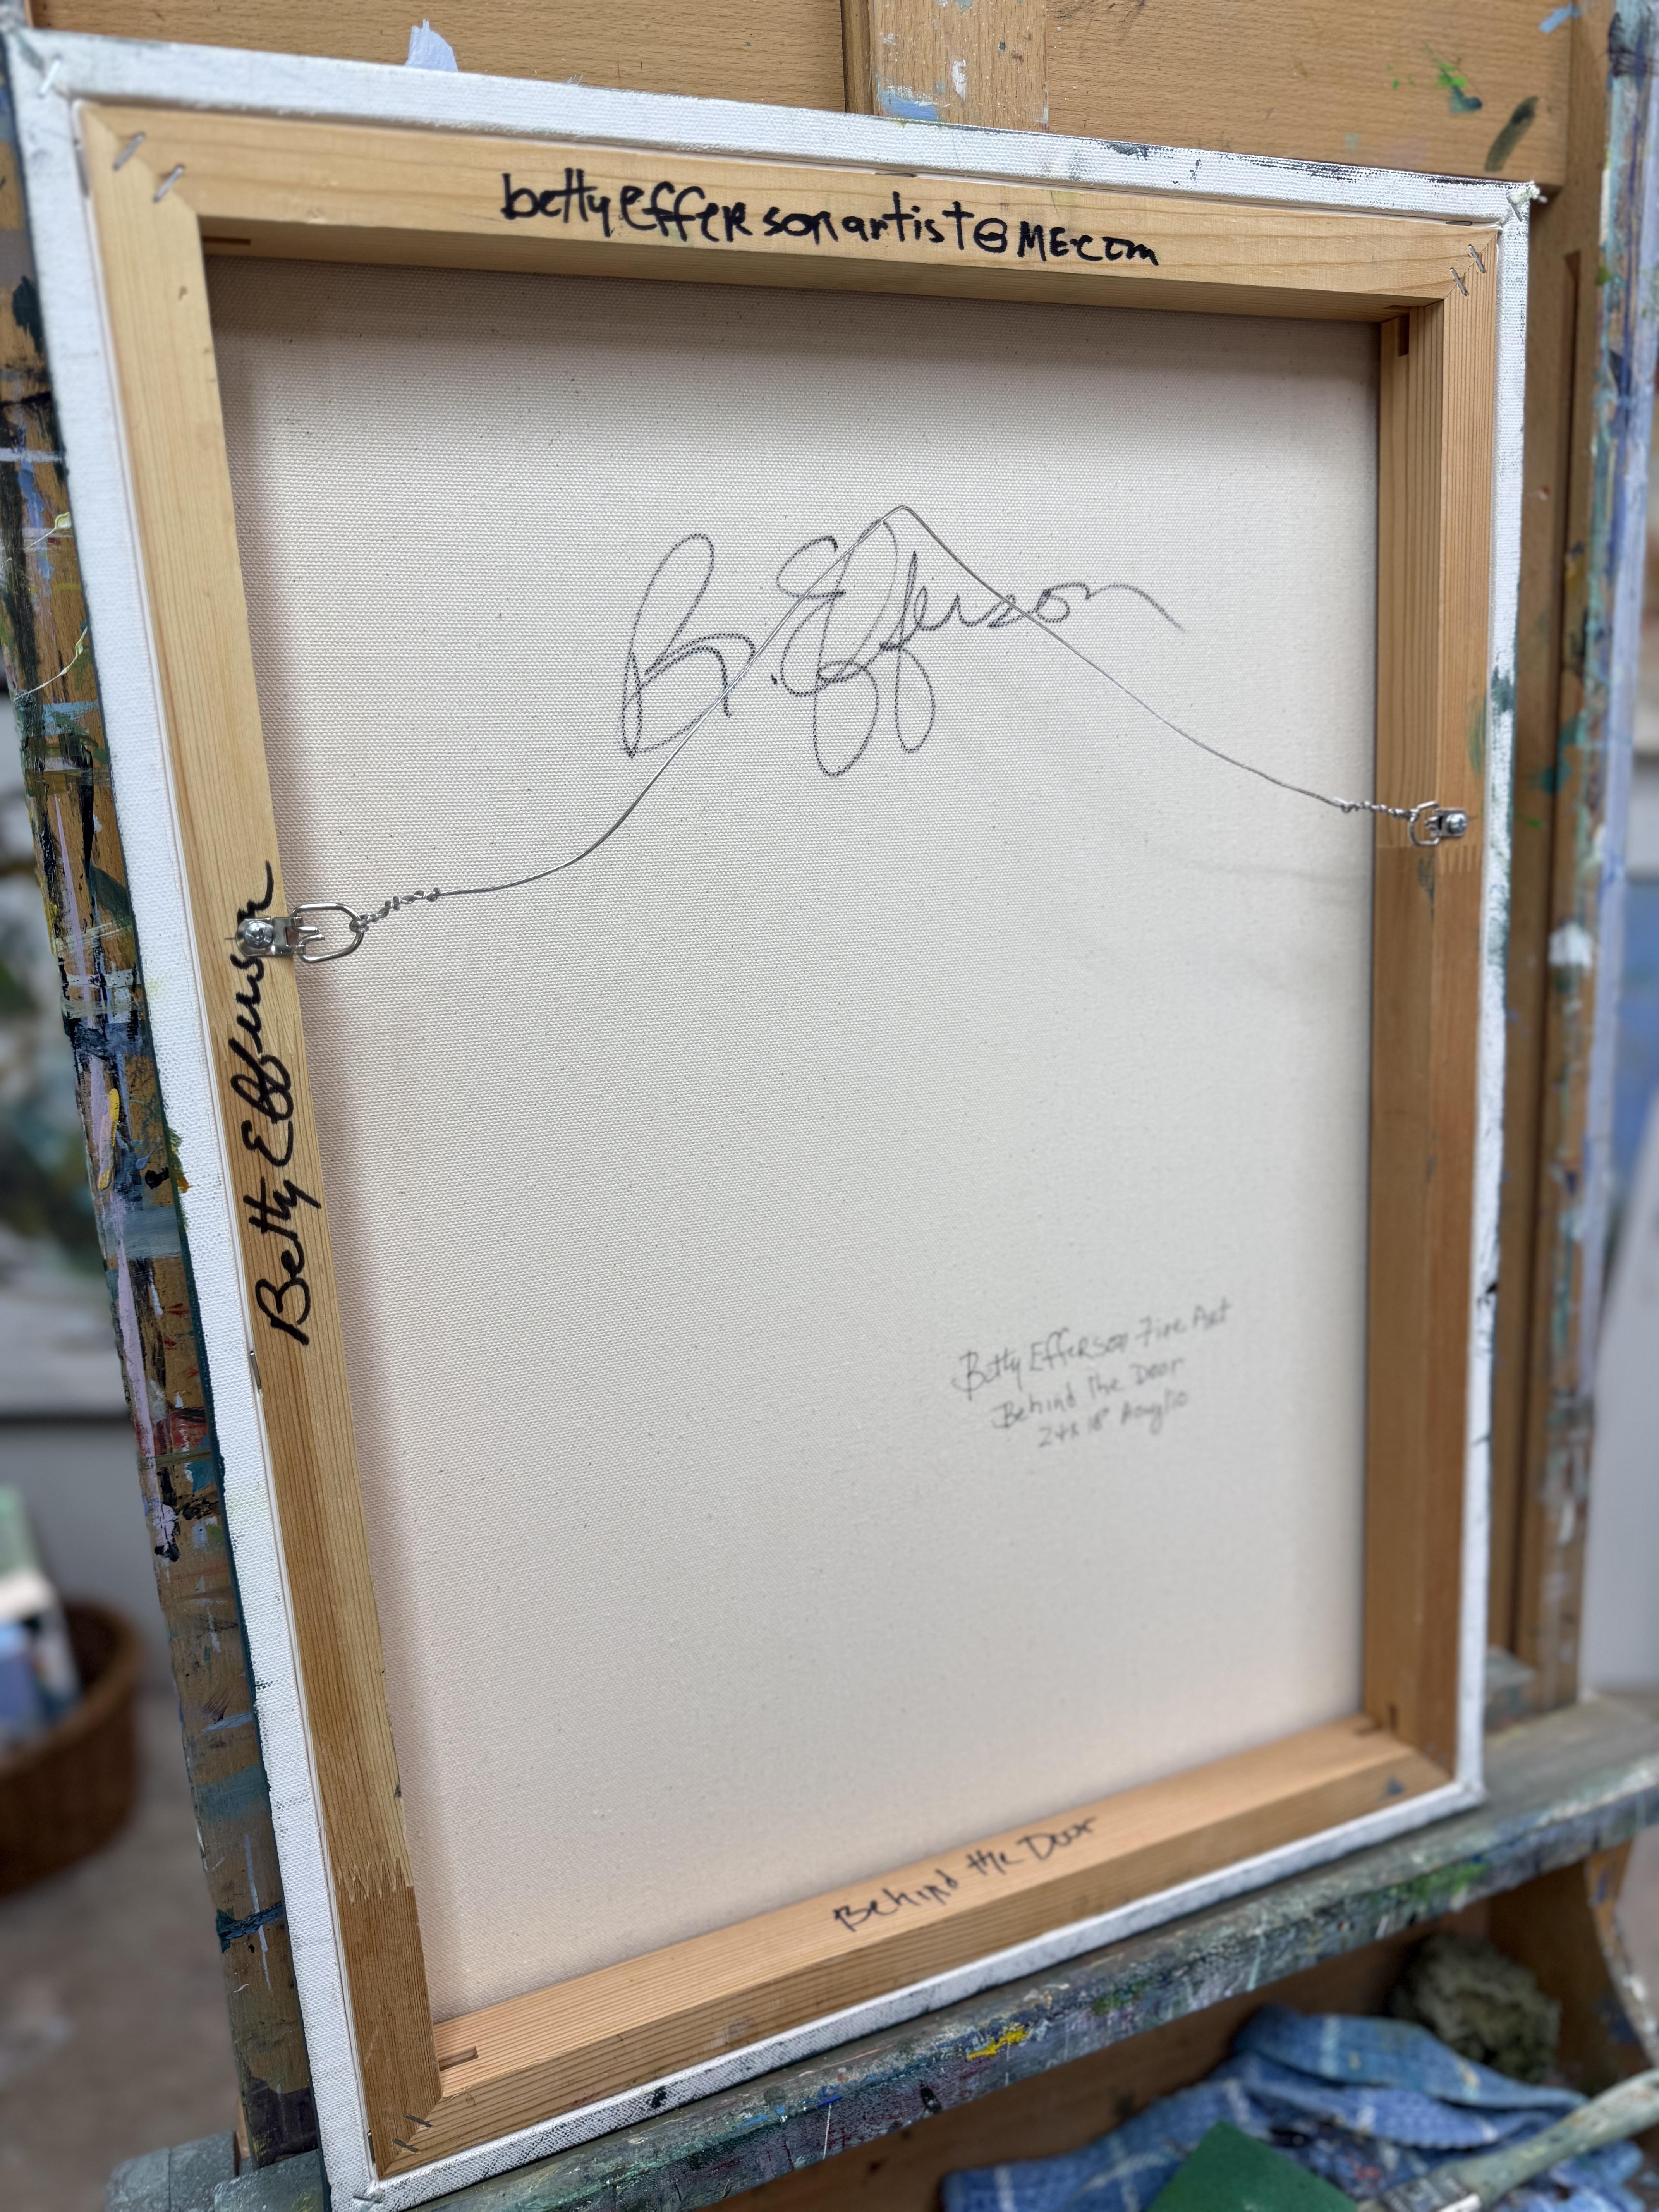 bettyeffersonartist@ME.com
B. Efferson
Betty Efferson
Betty Efferson Fine Art
Behind the Door
24x18" Acrylic
Behind the Door